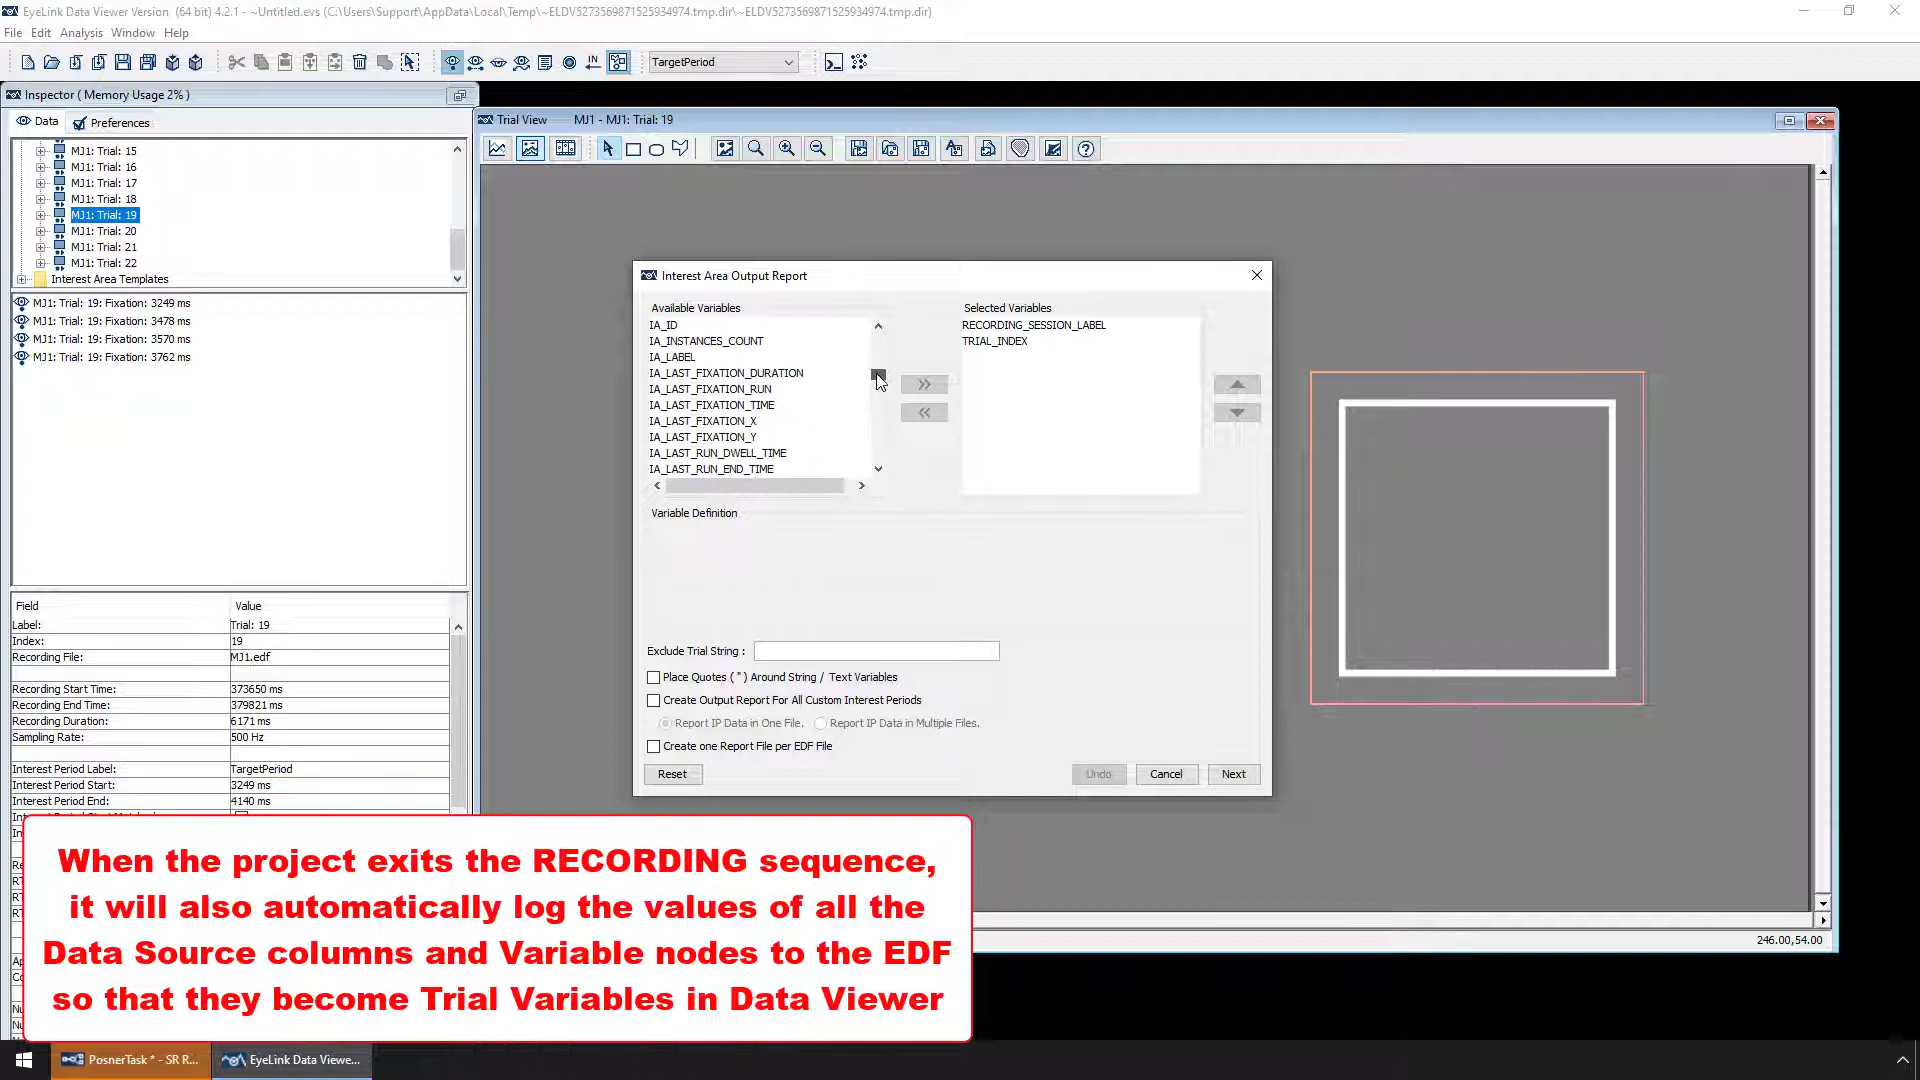 EyeLink Data Viewer Version (64 bit) 4.2.1 - ~Untitled.evs (C:\Users\Support\AppData\Local\Temp\~ELDV5273569871525934974.tmp.dir\~ELDV5273569871525934974.tmp.dir)
File Edit Analysis Window Help
IN
TargetPeriod
Inspector ( Memory Usage 2% )
Data
Preferences
MJ1: Trial: 15
MJ1: Trial: 16
MJ1: Trial: 17
MJ1: Trial: 18
MJ1: Trial: 19
MJ1: Trial: 20
MJ1: Trial: 21
MJ1: Trial: 22
Interest Area Templates
MJ1: Trial: 19: Fixation: 3249 ms
MJ1: Trial: 19: Fixation: 3478 ms
MJ1: Trial: 19: Fixation: 3570 ms
MJ1: Trial: 19: Fixation: 3762 ms
Field Value
Label: Trial: 19
Index: 19
Recording File: MJ1.edf
Recording Start Time: 373650 ms
Recording End Time: 379821 ms
Recording Duration: 6171 ms
Sampling Rate: 500 Hz
Interest Period Label: TargetPeriod
Interest Period Start: 3249 ms
Interest Period End: 4140 ms
Trial View MJ1 - MJ1: Trial: 19
Interest Area Output Report
Available Variables
IA_ID
IA_INSTANCES_COUNT
IA_LABEL
IA_LAST_FIXATION_DURATION
IA_LAST_FIXATION_RUN
IA_LAST_FIXATION_TIME
IA_LAST_FIXATION_X
IA_LAST_FIXATION_Y
IA_LAST_RUN_DWELL_TIME
IA_LAST_RUN_END_TIME
Selected Variables
RECORDING_SESSION_LABEL
TRIAL_INDEX
Variable Definition
Exclude Trial String :
Place Quotes ( " ) Around String / Text Variables
Create Output Report For All Custom Interest Periods
Report IP Data in One File. Report IP Data in Multiple Files.
Create one Report File per EDF File
Reset Undo Cancel Next
246.00,54.00
When the project exits the RECORDING sequence,
it will also automatically log the values of all the
Data Source columns and Variable nodes to the EDF
so that they become Trial Variables in Data Viewer
PosnerTask * - SR R...
EyeLink Data Viewe...